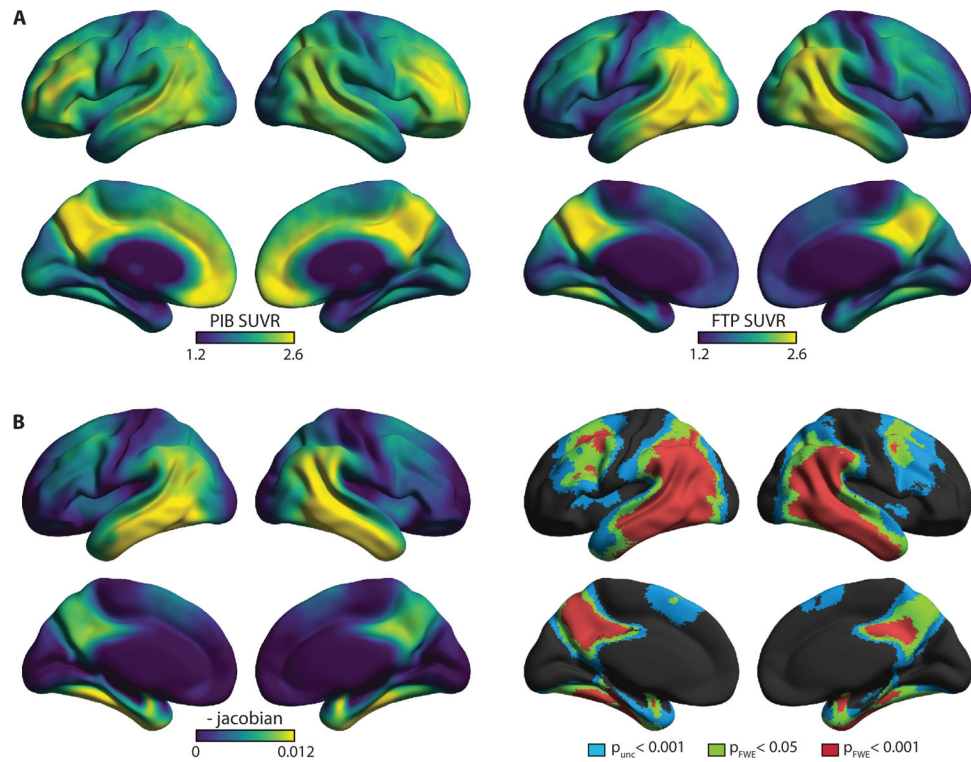 A
PIB SUVR
1.2 2.6
FTP SUVR
1.2 2.6
B
- jacobian
0 0.012
punc < 0.001 pFWE < 0.05 pFWE < 0.001